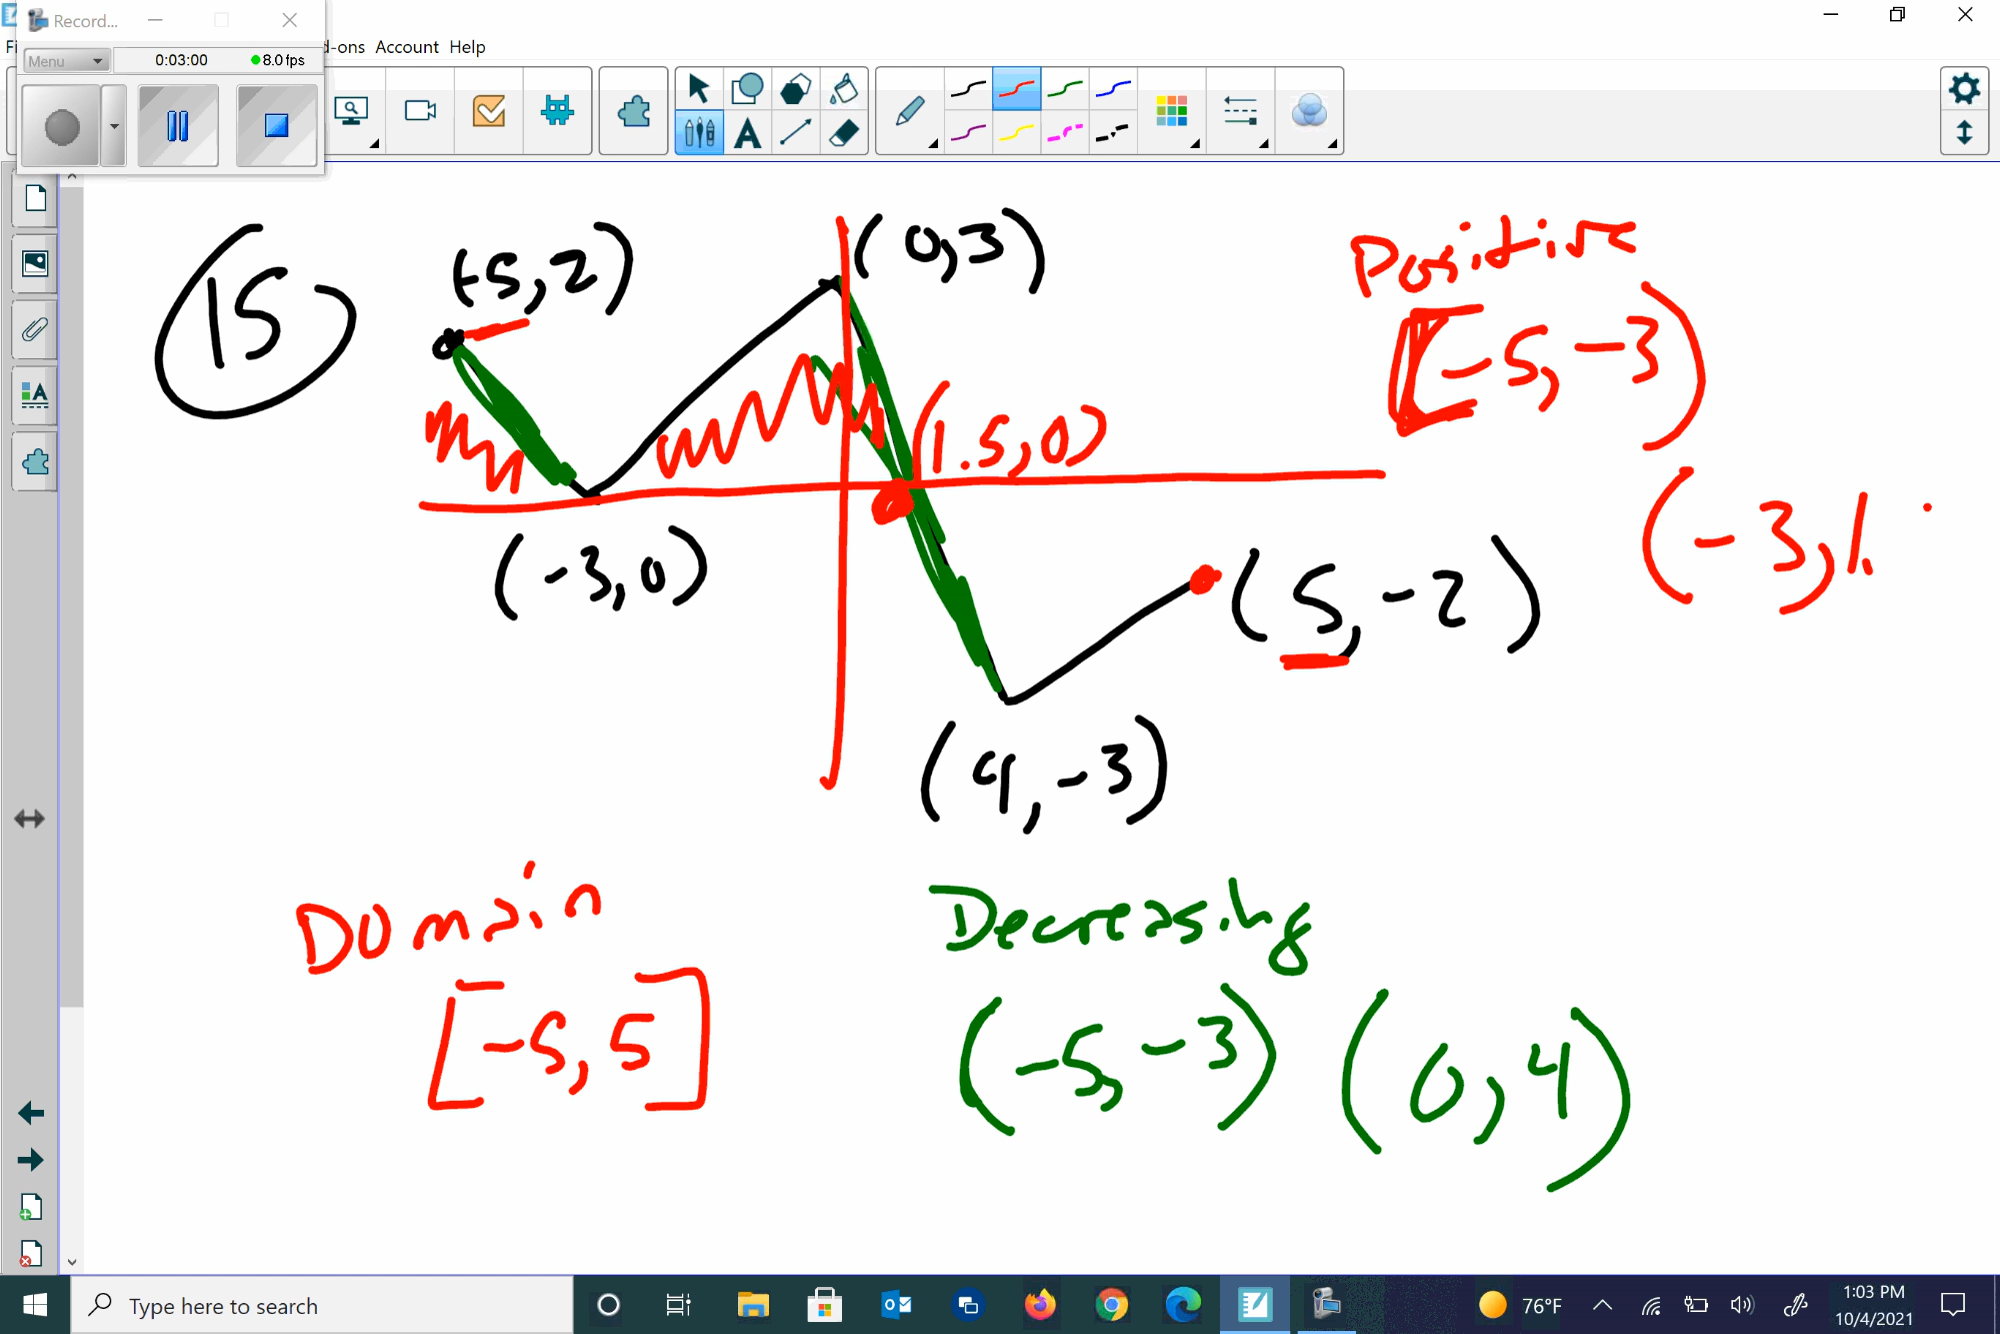 Record...
Menu
0:03:00
8.0 fps
d-ons Account Help
15
(-5, 2)
(0, 3)
(1.5, 0)
(-3, 0)
(5, -2)
(4, -3)
Positive
[-5, -3)
(-3, 1.
Domain
[-5, 5]
Decreasing
(-5, -3) (0, 4)
Type here to search
76°F
1:03 PM
10/4/2021